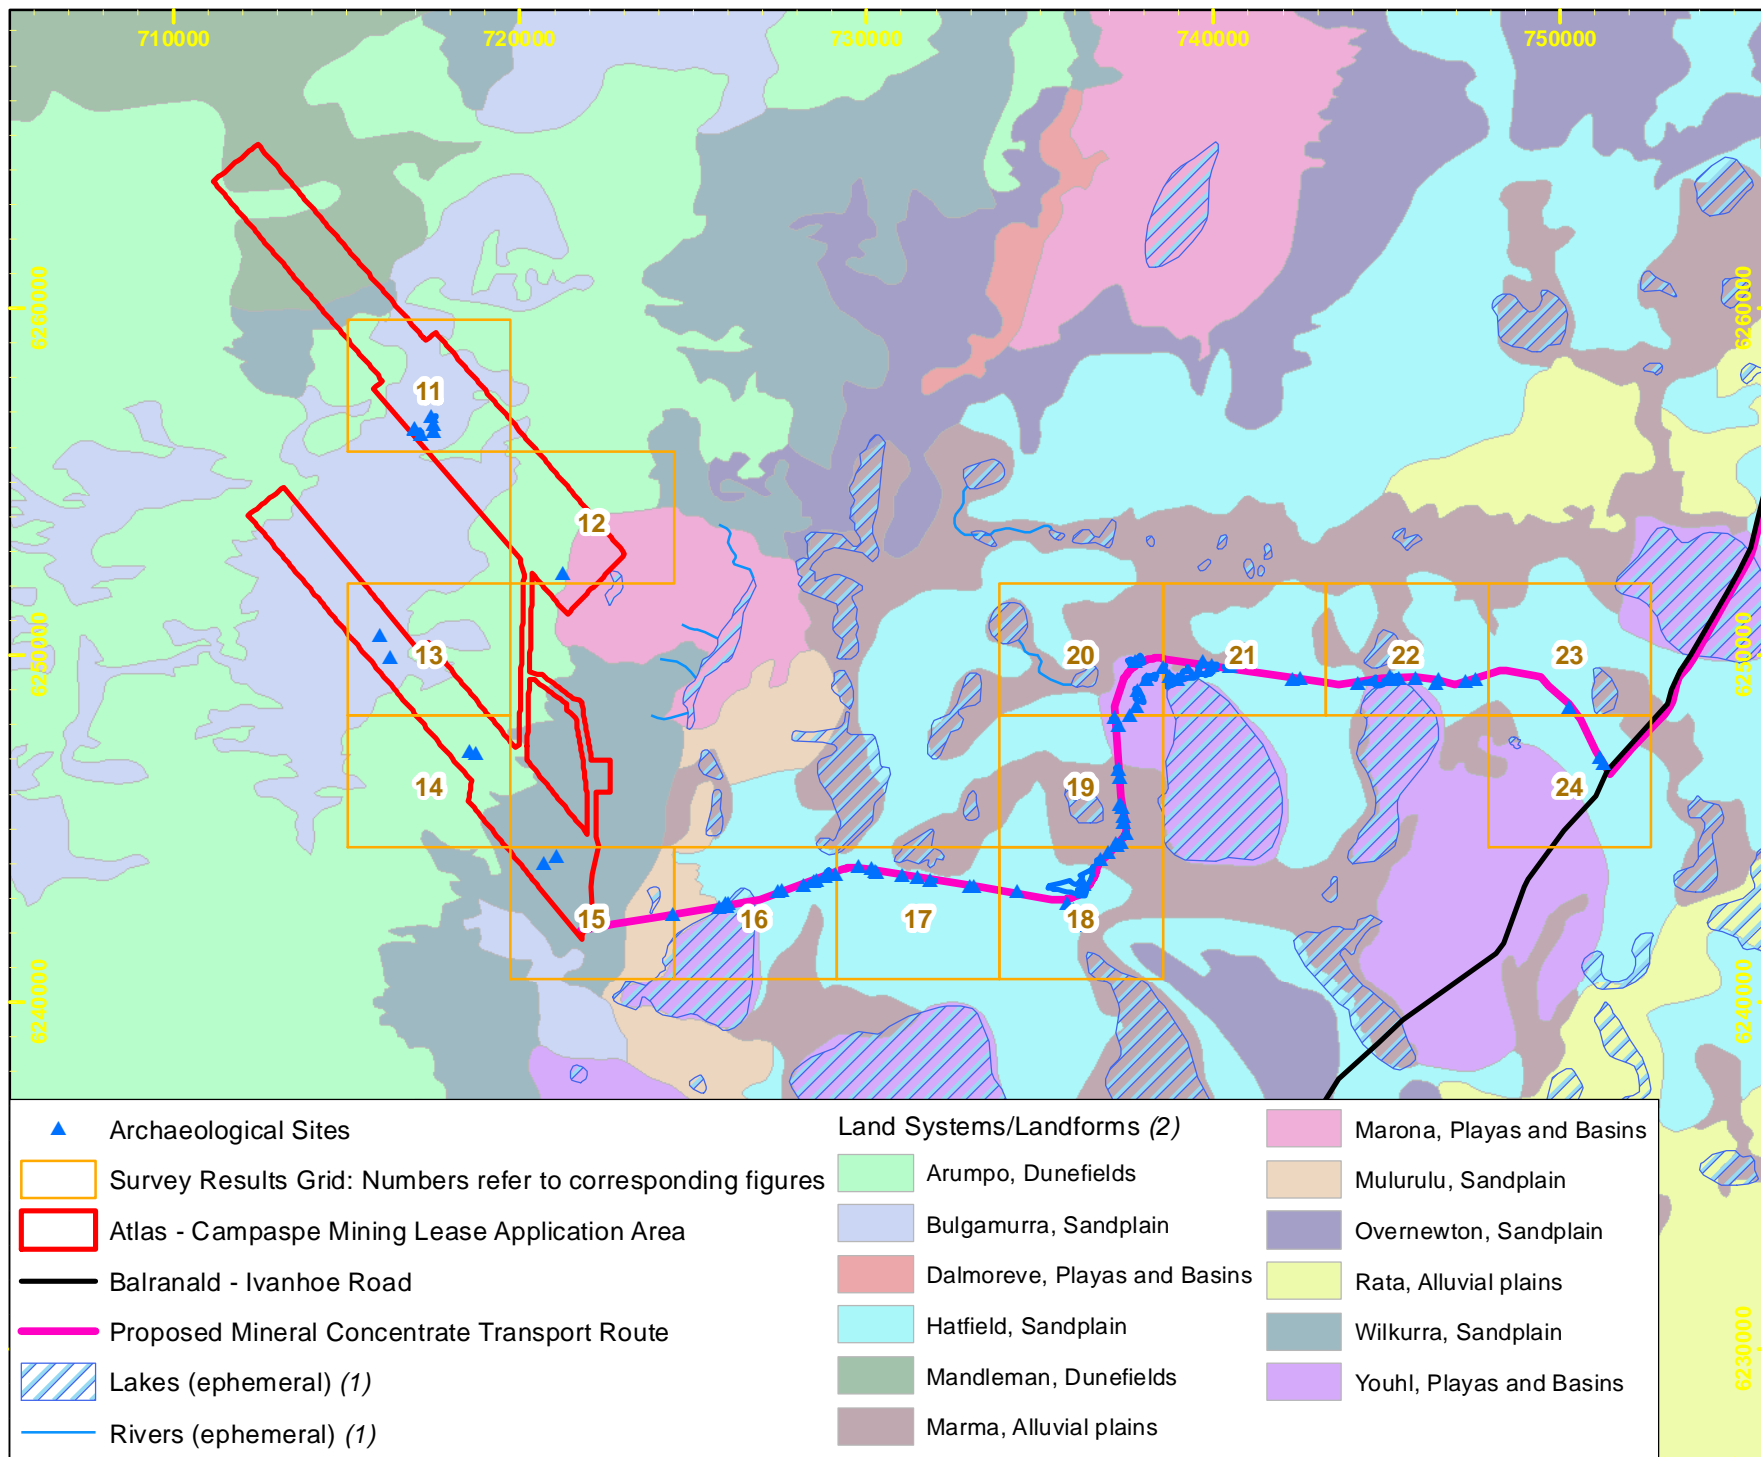 710000
720000
730000
740000
750000
6260000
6260000
11
12
13
20
21
22
23
6250000
6250000
14
19
24
15
16
17
18
6240000
6240000
6230000
Archaeological Sites
Survey Results Grid: Numbers refer to corresponding figures
Atlas - Campaspe Mining Lease Application Area
Balranald - Ivanhoe Road
Proposed Mineral Concentrate Transport Route
Lakes (ephemeral) (1)
Rivers (ephemeral) (1)
Land Systems/Landforms (2)
Arumpo, Dunefields
Bulgamurra, Sandplain
Dalmoreve, Playas and Basins
Hatfield, Sandplain
Mandleman, Dunefields
Marma, Alluvial plains
Marona, Playas and Basins
Mulurulu, Sandplain
Overnewton, Sandplain
Rata, Alluvial plains
Wilkurra, Sandplain
Youhl, Playas and Basins